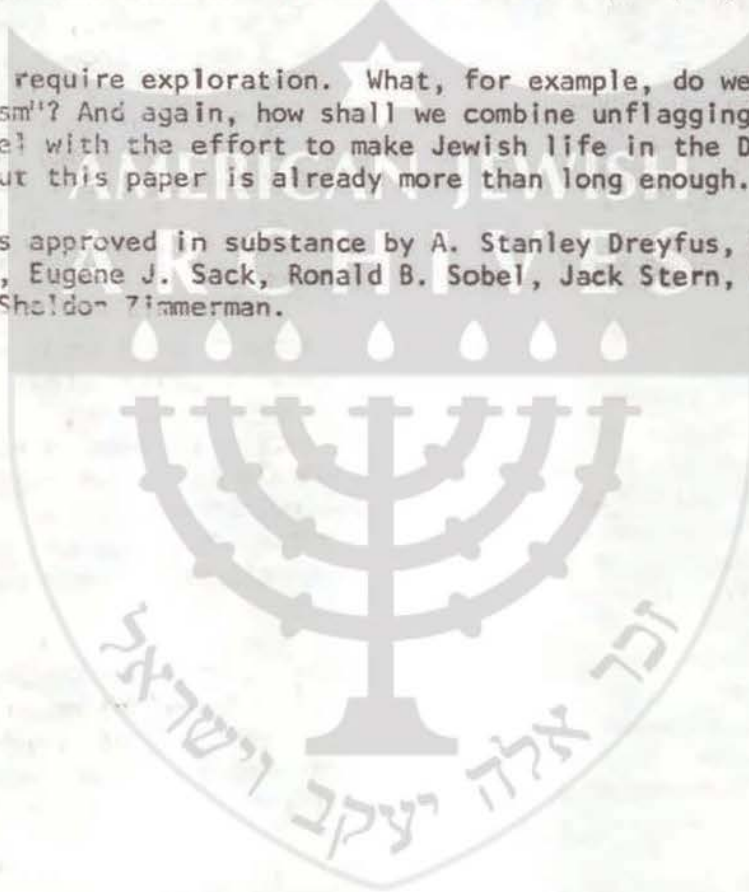 require exploration. What, for example, do we
sm"? And again, how shall we combine unflagging
el with the effort to make Jewish life in the D
ut this paper is already more than long enough.
AMERICAN JEWISH
s approved in substance by A. Stanley Dreyfus,
ARCHIVES
, Eugene J. Sack, Ronald B. Sobel, Jack Stern,
Sheldon Zimmerman.
זכר אלה יעקב וישראל